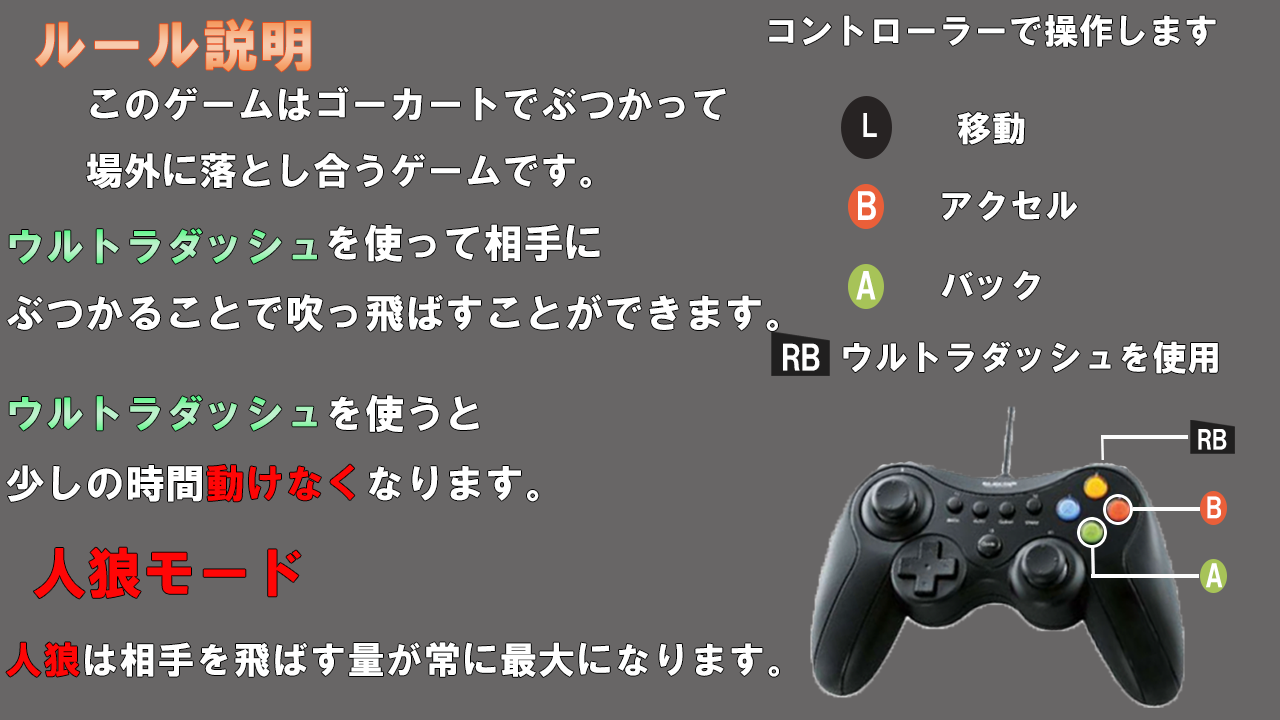 ルール説明
このゲームはゴーカートでぶつかって
場外に落とし合うゲームです。
ウルトラダッシュを使って相手に
ぶつかることで吹っ飛ばすことができます。
ウルトラダッシュを使うと
少しの時間動けなくなります。
人狼モード
人狼は相手を飛ばす量が常に最大になります。
コントローラーで操作します
L 移動
B アクセル
A バック
RB ウルトラダッシュを使用
RB
B
A